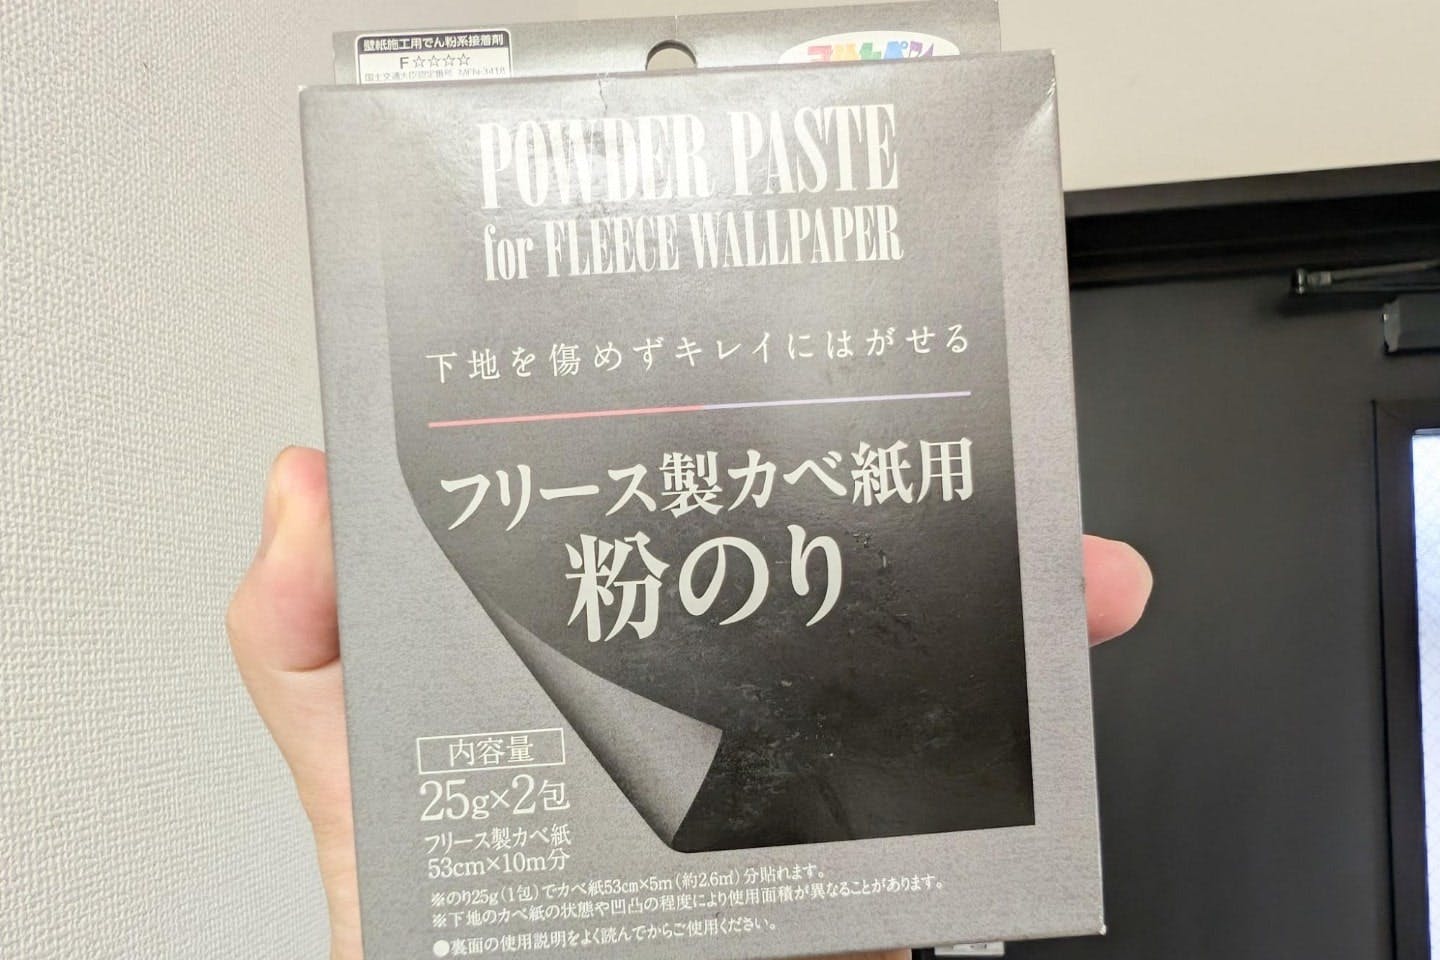 壁紙施工用でん粉系接着剤
F☆☆☆☆
アサヒペン
POWDER PASTE
for FLEECE WALLPAPER
下地を傷めずキレイにはがせる
フリース製カベ紙用
粉のり
内容量
25g×2包
フリース製カベ紙
53cm×10m分
※のり25g(1包)でカベ紙53cm×5m(約2.6㎡)分貼れます。
※下地のカベ紙の状態や凹凸の程度により使用面積が異なることがあります。
●裏面の使用説明をよく読んでからご使用ください。